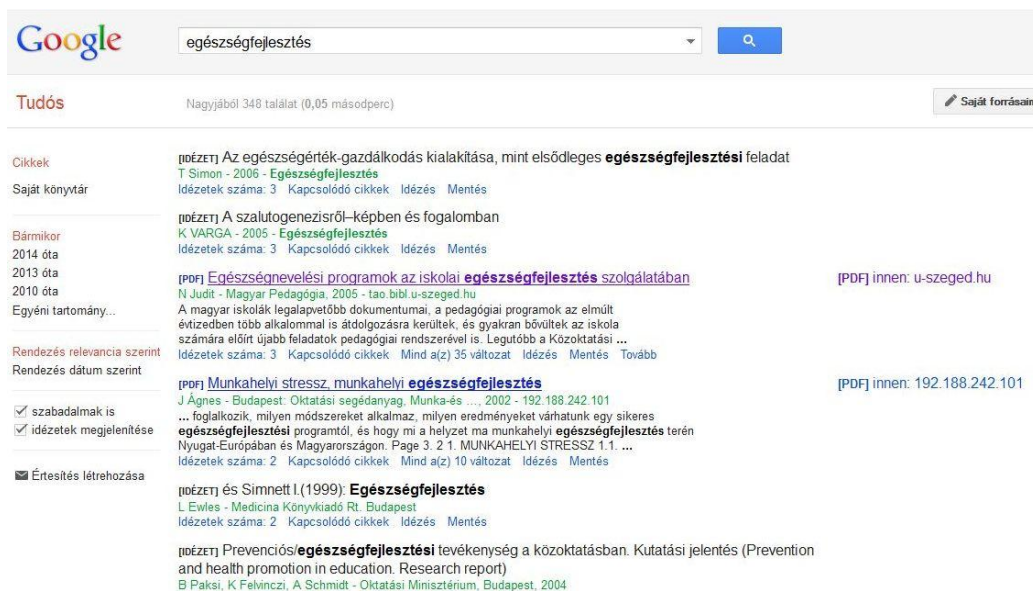 Google
egészségfejlesztés
Tudós
Nagyjából 348 találat (0,05 másodperc)
Saját forrásaim
Cikkek
Saját könyvtár
Bármikor
2014 óta
2013 óta
2010 óta
Egyéni tartomány...
Rendezés relevancia szerint
Rendezés dátum szerint
szabadalmak is
idézetek megjelenítése
Értesítés létrehozása
[IDÉZET] Az egészségérték-gazdálkodás kialakítása, mint elsődleges egészségfejlesztési feladat
T Simon - 2006 - Egészségfejlesztés
Idézetek száma: 3 Kapcsolódó cikkek Idézés Mentés
[IDÉZET] A szalutogenezisről–képben és fogalomban
K VARGA - 2005 - Egészségfejlesztés
Idézetek száma: 3 Kapcsolódó cikkek Idézés Mentés
[PDF] Egészségnevelési programok az iskolai egészségfejlesztés szolgálatában
[PDF] innen: u-szeged.hu
N Judit - Magyar Pedagógia, 2005 - tao.bibl.u-szeged.hu
A magyar iskolák legalapvetőbb dokumentumai, a pedagógiai programok az elmúlt
évtizedben több alkalommal is átdolgozásra kerültek, és gyakran bővültek az iskola
számára előírt újabb feladatok pedagógiai rendszerével is. Legutóbb a Közoktatási ...
Idézetek száma: 3 Kapcsolódó cikkek Mind a(z) 35 változat Idézés Mentés Tovább
[PDF] Munkahelyi stressz, munkahelyi egészségfejlesztés
[PDF] innen: 192.188.242.101
J Ágnes - Budapest: Oktatási segédanyag, Munka-és ..., 2002 - 192.188.242.101
... foglalkozik, milyen módszereket alkalmaz, milyen eredményeket várhatunk egy sikeres
egészségfejlesztési programtól, és hogy mi a helyzet ma munkahelyi egészségfejlesztés terén
Nyugat-Európában és Magyarországon. Page 3. 2 1. MUNKAHELYI STRESSZ 1.1. ...
Idézetek száma: 2 Kapcsolódó cikkek Mind a(z) 10 változat Idézés Mentés
[IDÉZET] és Simnett I.(1999): Egészségfejlesztés
L Ewles - Medicina Könyvkiadó Rt. Budapest
Idézetek száma: 2 Kapcsolódó cikkek Idézés Mentés
[IDÉZET] Prevenciós/egészségfejlesztési tevékenység a közoktatásban. Kutatási jelentés (Prevention
and health promotion in education. Research report)
B Paksi, K Felvinczi, A Schmidt - Oktatási Minisztérium, Budapest, 2004